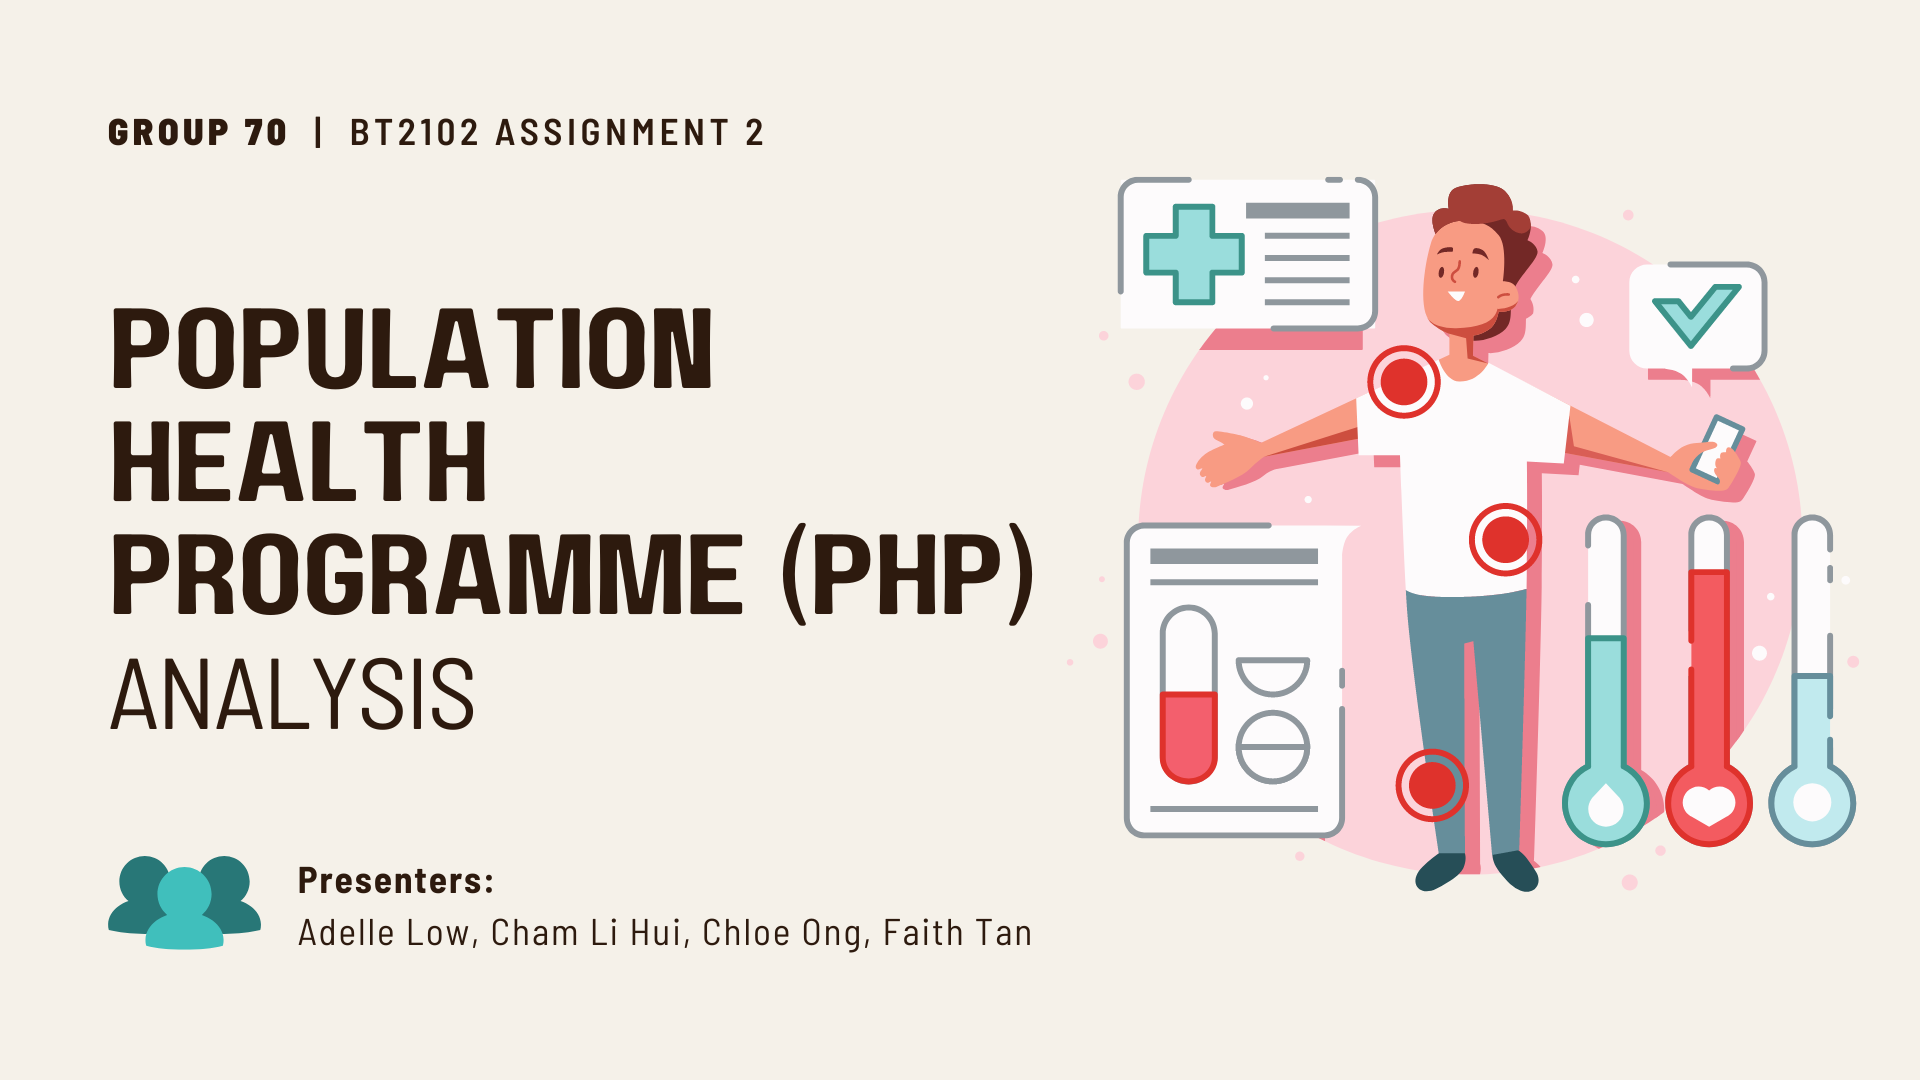 GROUP 70 | BT2102 ASSIGNMENT 2
POPULATION
HEALTH
PROGRAMME (PHP)
ANALYSIS
Presenters:
Adelle Low, Cham Li Hui, Chloe Ong, Faith Tan